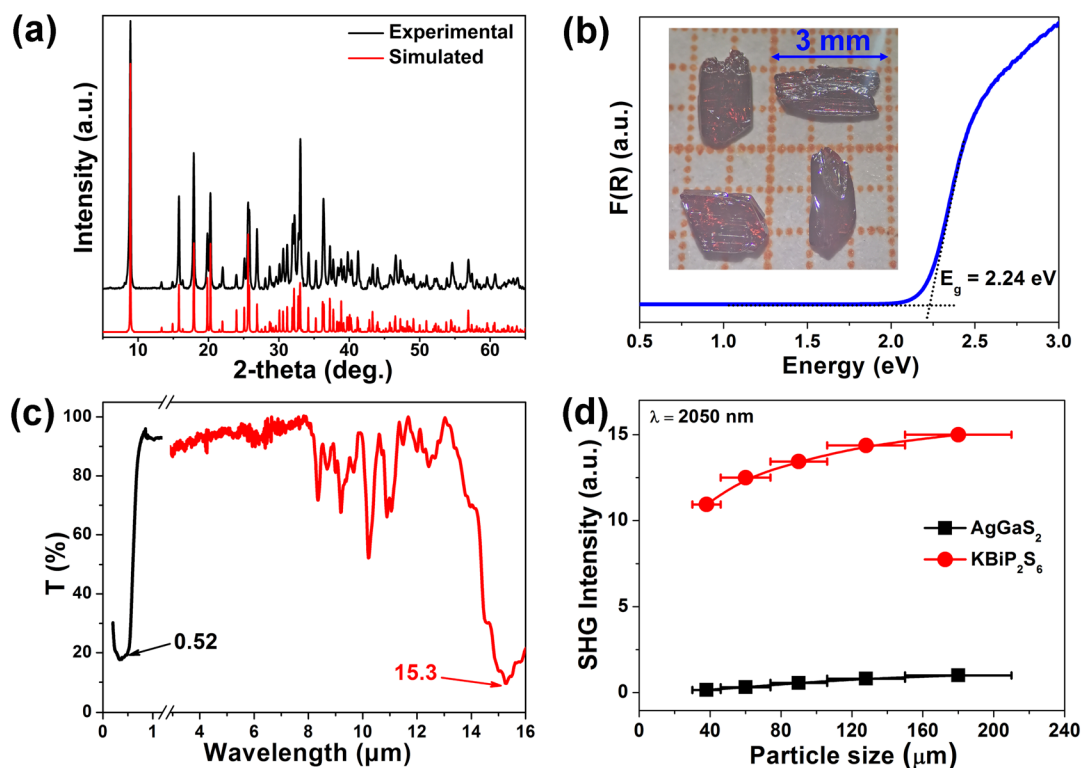 (a)
Experimental
Simulated
Intensity (a.u.)
10 20 30 40 50 60
2-theta (deg.)
(b)
3 mm
F(R) (a.u.)
E_g = 2.24 eV
0.5 1.0 1.5 2.0 2.5 3.0
Energy (eV)
(c)
100
80
60
40
20
0
T (%)
0.52
15.3
0 1 4 6 8 10 12 14 16
Wavelength (µm)
(d)
λ = 2050 nm
15
10
5
0
SHG Intensity (a.u.)
AgGaS₂
KBiP₂S₆
0 40 80 120 160 200 240
Particle size (µm)